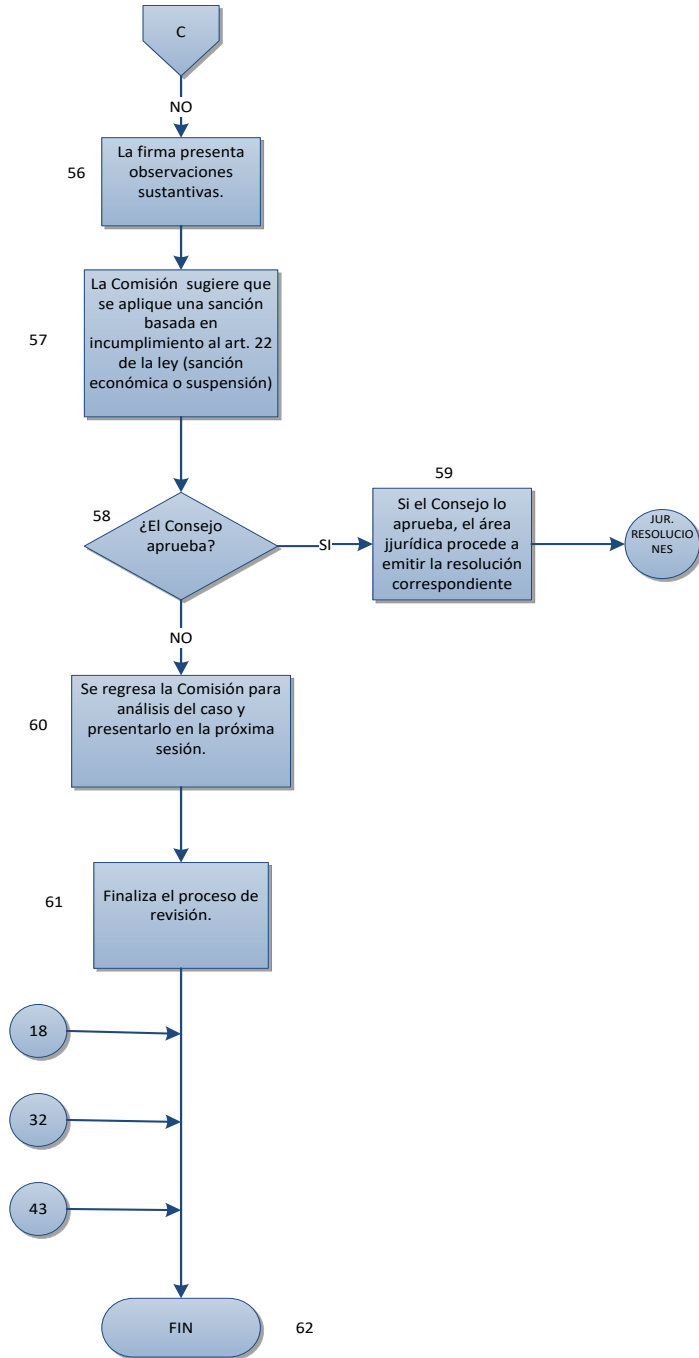 C
NO
56
La firma presenta
observaciones
sustantivas.
57
La Comisión sugiere que
se aplique una sanción
basada en
incumplimiento al art. 22
de la ley (sanción
económica o suspensión)
58
¿El Consejo
aprueba?
SI
59
Si el Consejo lo
aprueba, el área
jjurídica procede a
emitir la resolución
correspondiente
JUR.
RESOLUCIO
NES
NO
60
Se regresa la Comisión para
análisis del caso y
presentarlo en la próxima
sesión.
61
Finaliza el proceso de
revisión.
18
32
43
FIN
62